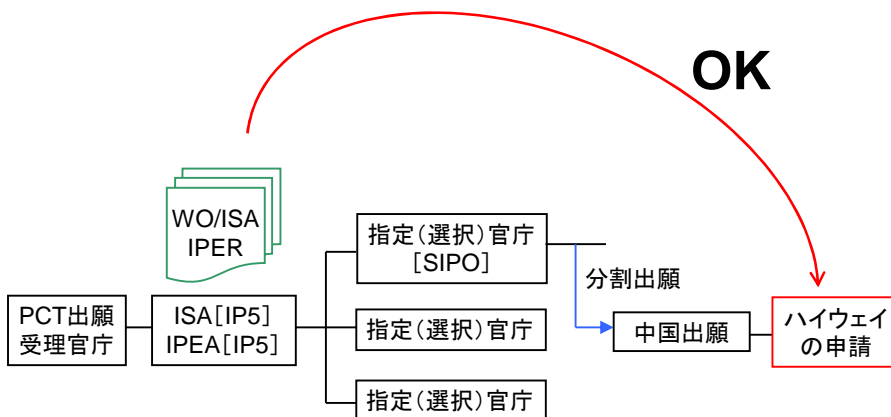 OK
WO/ISA
IPER
指定(選択)官庁
[SIPO]
分割出願
PCT出願
受理官庁
ISA[IP5]
IPEA[IP5]
指定(選択)官庁
中国出願
ハイウェイ
の申請
指定(選択)官庁